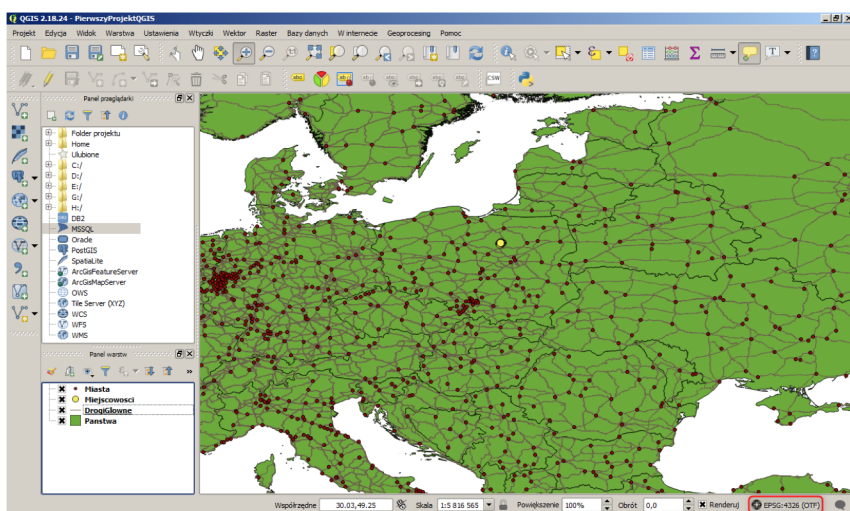 QGIS 2.18.24 - PierwszyProjektQGIS
Projekt Edycja Widok Warstwa Ustawienia Wtyczki Wektor Raster Bazy danych W internecie Geoprocesing Pomoc
Panel przeglądarki
Folder projektu
Home
Ulubione
C:/
D:/
E:/
G:/
H:/
DB2
MSSQL
Oracle
PostGIS
SpatiaLite
ArcGisFeatureServer
ArcGisMapServer
OWS
Tile Server (XYZ)
WCS
WFS
WMS
Panel warstw
Miasta
Miejscowosci
DrogiGlowne
Panstwa
Współrzędne 30.03,49.25 Skala 1:5 816 565 Powiększenie 100% Obrót 0,0 Renderuj EPSG:4326 (OTF)